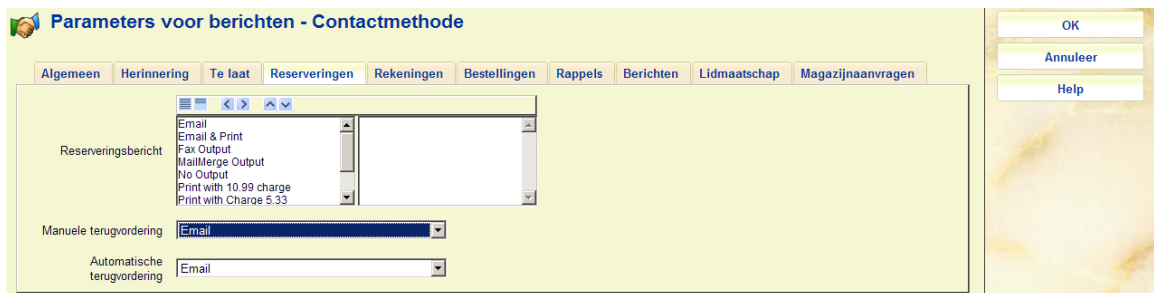 Parameters voor berichten - Contactmethode
OK
Annuleer
Help
Algemeen Herinnering Te laat Reserveringen Rekeningen Bestellingen Rappels Berichten Lidmaatschap Magazijnaanvragen
Reserveringsbericht
Email
Email & Print
Fax Output
MailMerge Output
No Output
Print with 10.99 charge
Print with Charge 5.33
Manuele terugvordering Email
Automatische
terugvordering Email